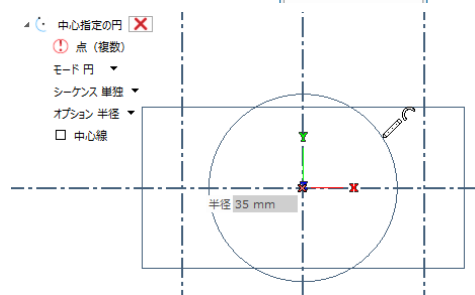 中心指定の円
点（複数）
モード 円
シーケンス 単独
オプション 半径
中心線
Y
X
半径 35 mm